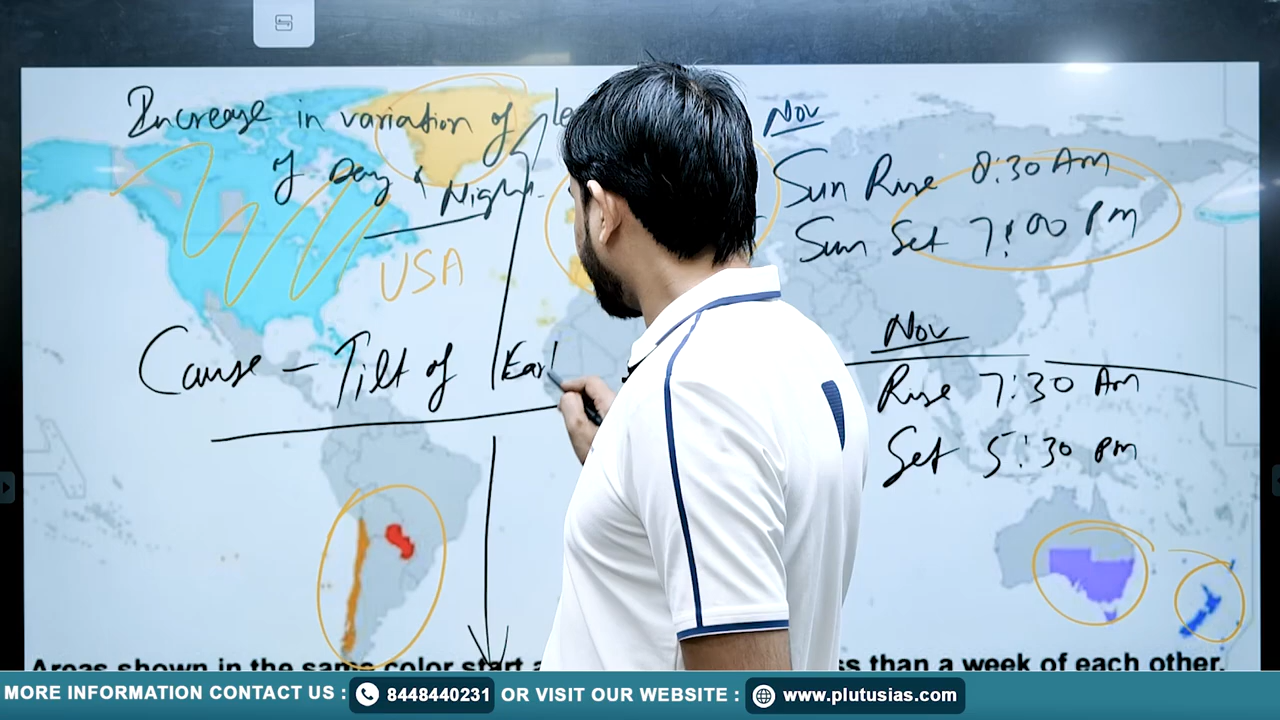 Increase in variation of le
of Day & Night.
USA
Cause – Tilt of Eart
Nov
Sun Rise 8:30 AM
Sun Set 7:00 PM
Nov
Rise 7:30 Am
Set 5:30 pm
Areas shown in the same color start a
ss than a week of each other.
MORE INFORMATION CONTACT US : 8448440231 OR VISIT OUR WEBSITE : www.plutusias.com